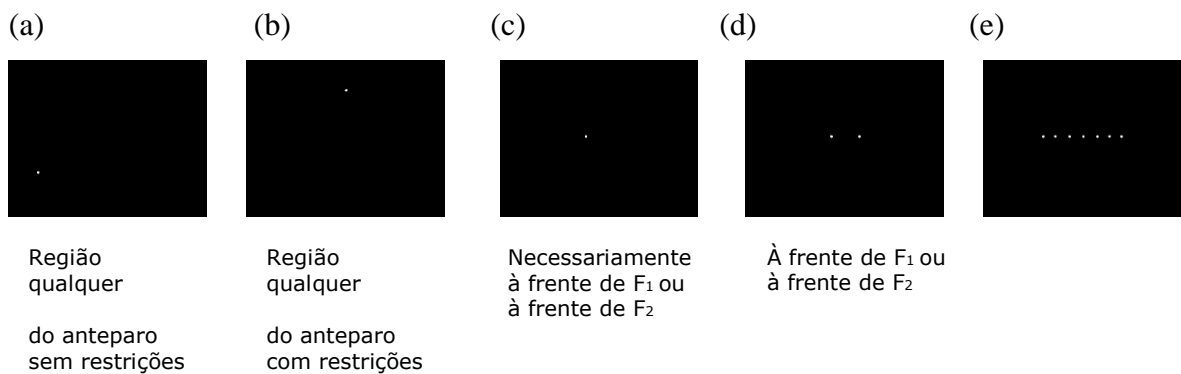 (a) (b) (c) (d) (e)
Região
qualquer
do anteparo
sem restrições
Região
qualquer
do anteparo
com restrições
Necessariamente
à frente de F1 ou
à frente de F2
À frente de F1 ou
à frente de F2